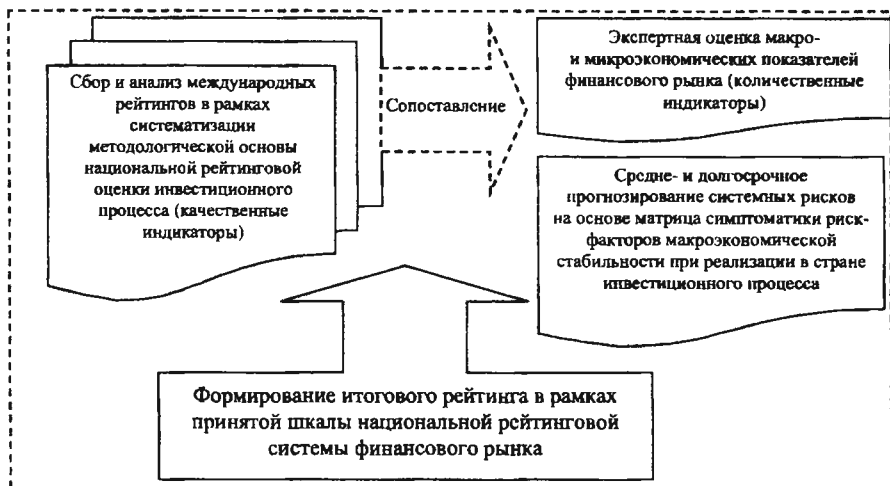 Сбор и анализ международных
рейтингов в рамках
систематизации
методологической основы
национальной рейтинговой
оценки инвестиционного
процесса (качественные
индикаторы)
Сопоставление
Экспертная оценка макро-
и микроэкономических показателей
финансового рынка (количественные
индикаторы)
Средне- и долгосрочное
прогнозирование системных рисков
на основе матрица симптоматики риск-
факторов макроэкономической
стабильности при реализации в стране
инвестиционного процесса
Формирование итогового рейтинга в рамках
принятой шкалы национальной рейтинговой
системы финансового рынка